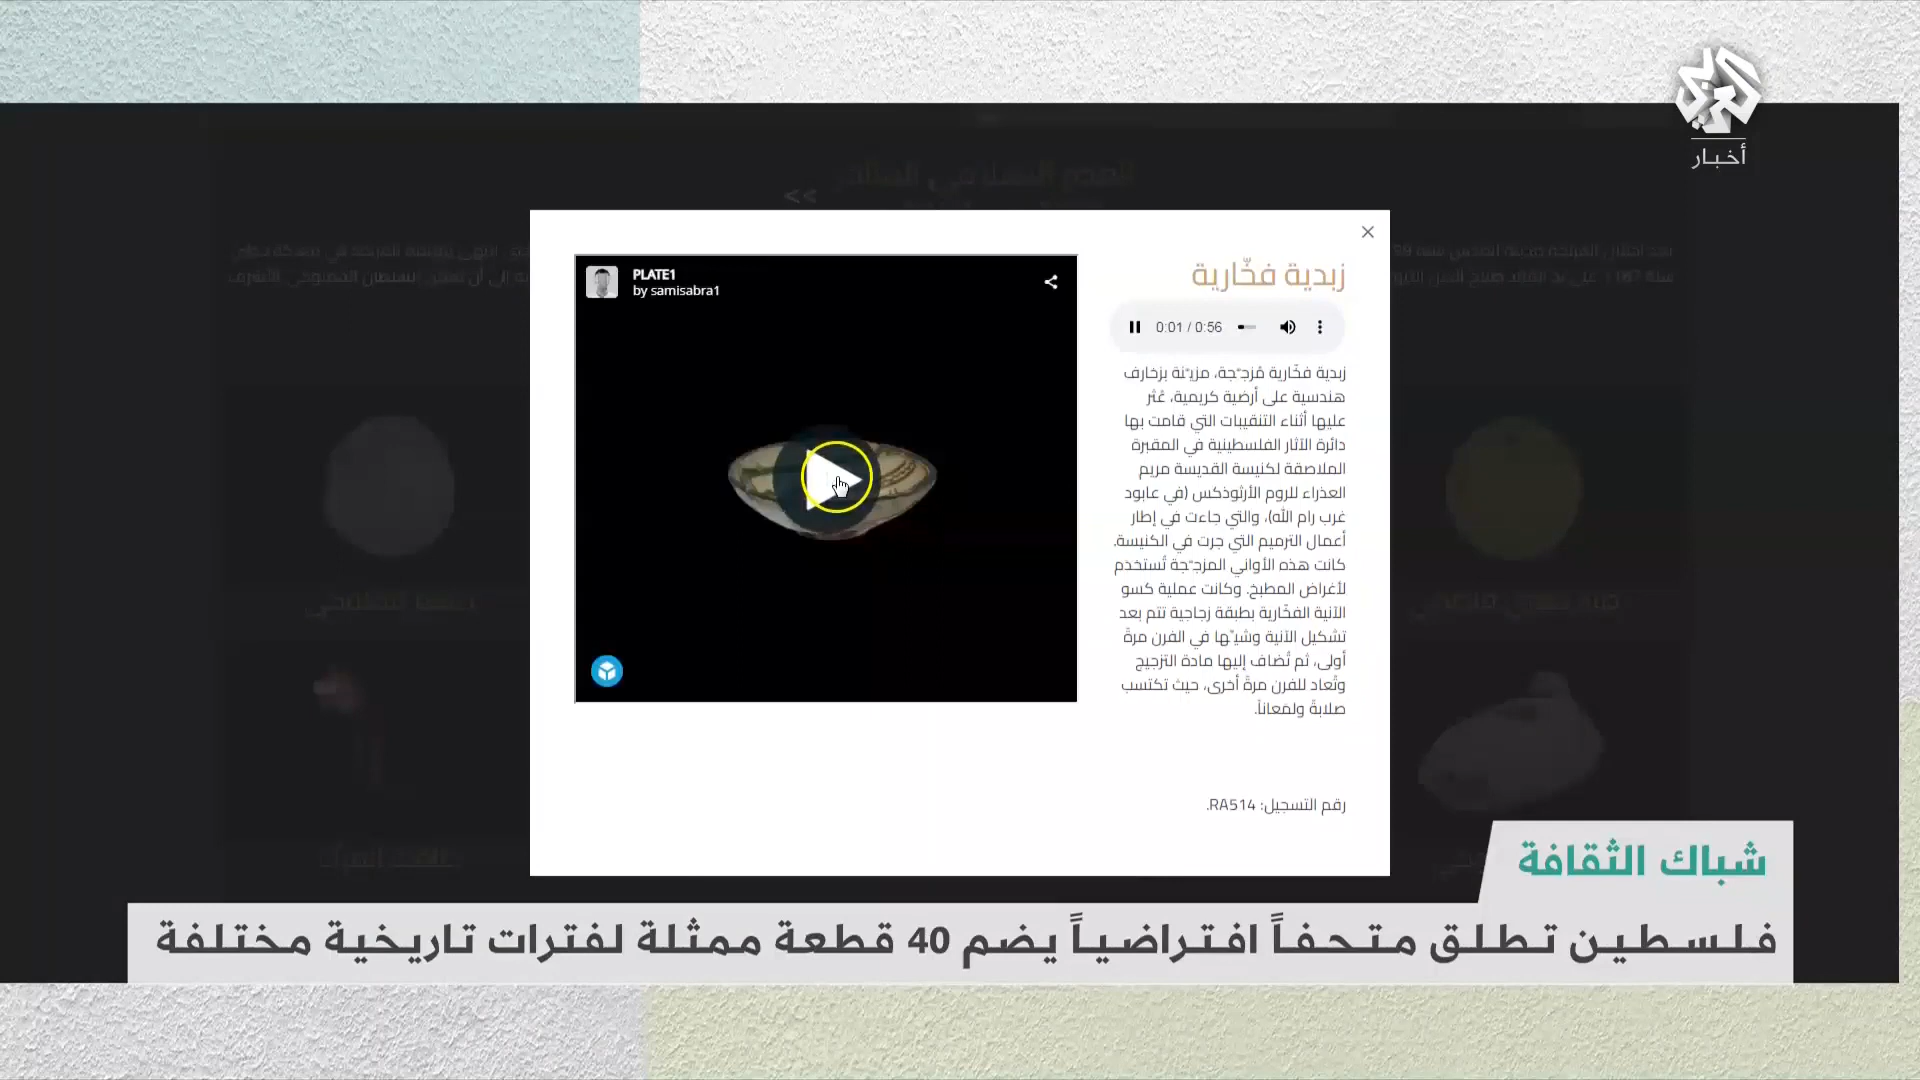 العربي
أخبار
>>
PLATE1
by samisabra1
زبدية فخّارية
0:01 / 0:56
زبدية فخّارية مُزجّجة، مزيّنة بزخارف
هندسية على أرضية كريمية، عُثر
عليها أثناء التنقيبات التي قامت بها
دائرة الآثار الفلسطينية في المقبرة
الملاصقة لكنيسة القديسة مريم
العذراء للروم الأرثوذكس (في عابود
غرب رام الله)، والتي جاءت في إطار
أعمال الترميم التي جرت في الكنيسة.
كانت هذه الأواني المزجّجة تُستخدم
لأغراض المطبخ. وكانت عملية كسو
الآنية الفخّارية بطبقة زجاجية تتم بعد
تشكيل الآنية وشيّها في الفرن مرةً
أولى، ثم تُضاف إليها مادة التزجيج
وتُعاد للفرن مرةً أخرى، حيث تكتسب
صلابةً ولمَعاناً.
رقم التسجيل: RA514.
شباك الثقافة
فلسطين تطلق متحفاً افتراضياً يضم 40 قطعة ممثلة لفترات تاريخية مختلفة